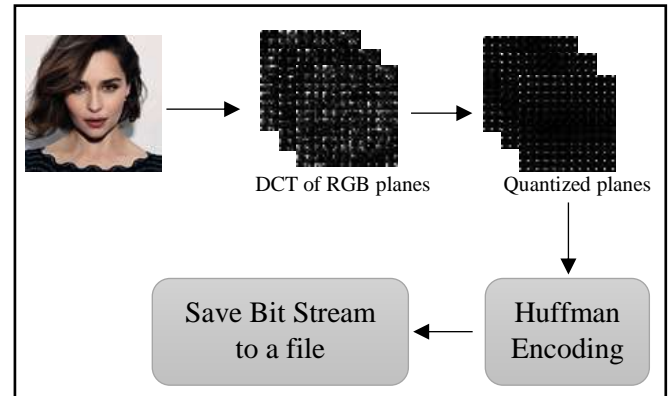 DCT of RGB planes
Quantized planes
Save Bit Stream
to a file
Huffman
Encoding